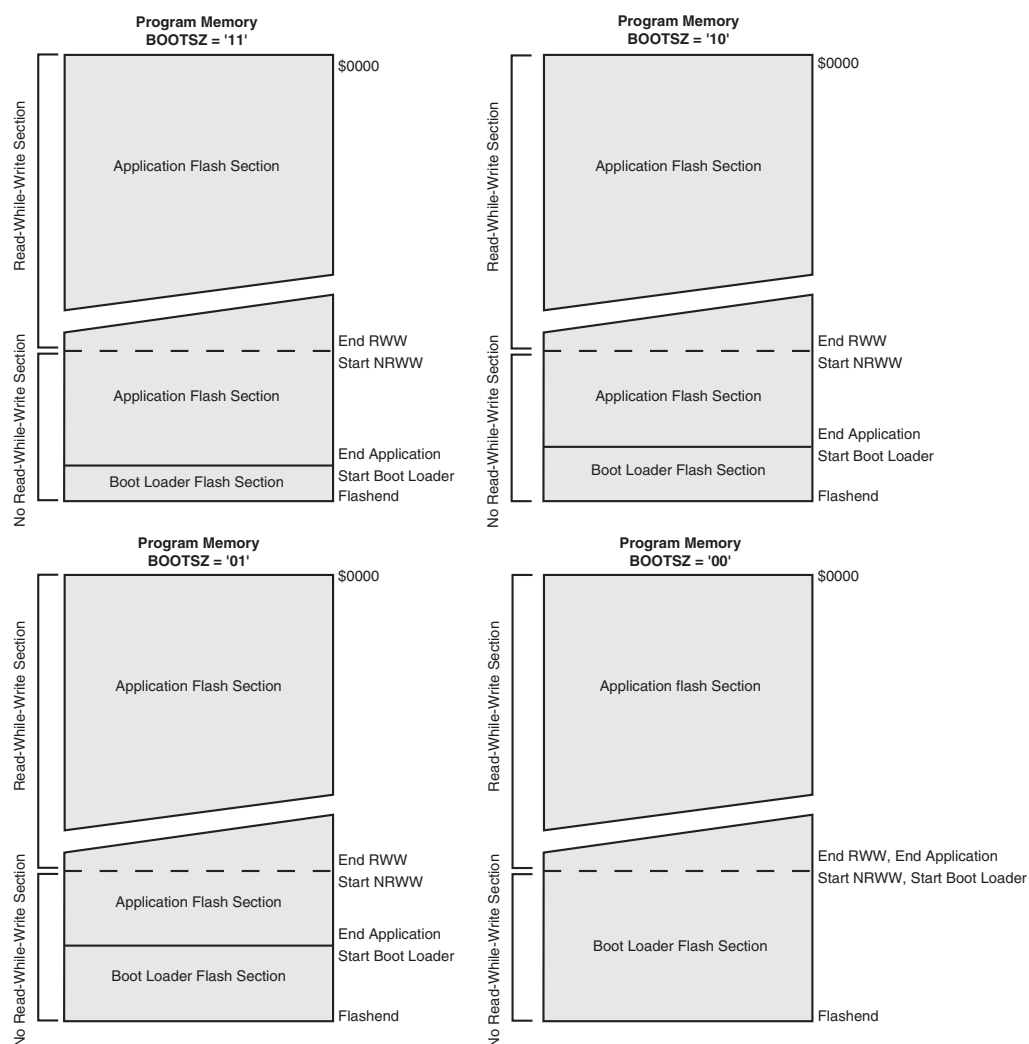 Program Memory
BOOTSZ = '11'
$0000
Read-While-Write Section
Application Flash Section
End RWW
Start NRWW
No Read-While-Write Section
Application Flash Section
End Application
Start Boot Loader
Boot Loader Flash Section
Flashend
Program Memory
BOOTSZ = '10'
$0000
Read-While-Write Section
Application Flash Section
End RWW
Start NRWW
No Read-While-Write Section
Application Flash Section
End Application
Start Boot Loader
Boot Loader Flash Section
Flashend
Program Memory
BOOTSZ = '01'
$0000
Read-While-Write Section
Application Flash Section
End RWW
Start NRWW
No Read-While-Write Section
Application Flash Section
End Application
Start Boot Loader
Boot Loader Flash Section
Flashend
Program Memory
BOOTSZ = '00'
$0000
Read-While-Write Section
Application flash Section
End RWW, End Application
Start NRWW, Start Boot Loader
No Read-While-Write Section
Boot Loader Flash Section
Flashend